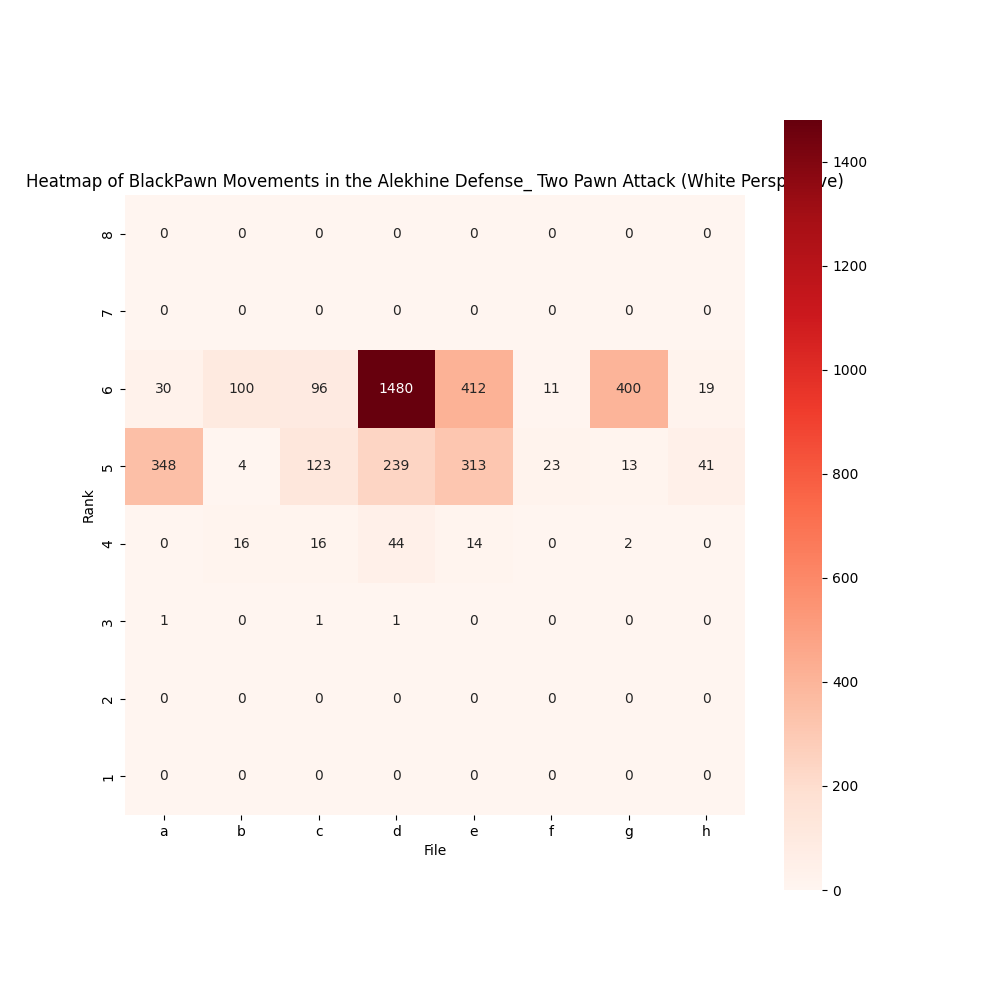 Heatmap of BlackPawn Movements in the Alekhine Defense_ Two Pawn Attack (White Persp ve)
8 0 0 0 0 0 0 0 0
7 0 0 0 0 0 0 0 0
6 30 100 96 1480 412 11 400 19
5 348 4 123 239 313 23 13 41
4 0 16 16 44 14 0 2 0
3 1 0 1 1 0 0 0 0
2 0 0 0 0 0 0 0 0
1 0 0 0 0 0 0 0 0
a b c d e f g h
Rank
File
1400
1200
1000
800
600
400
200
0